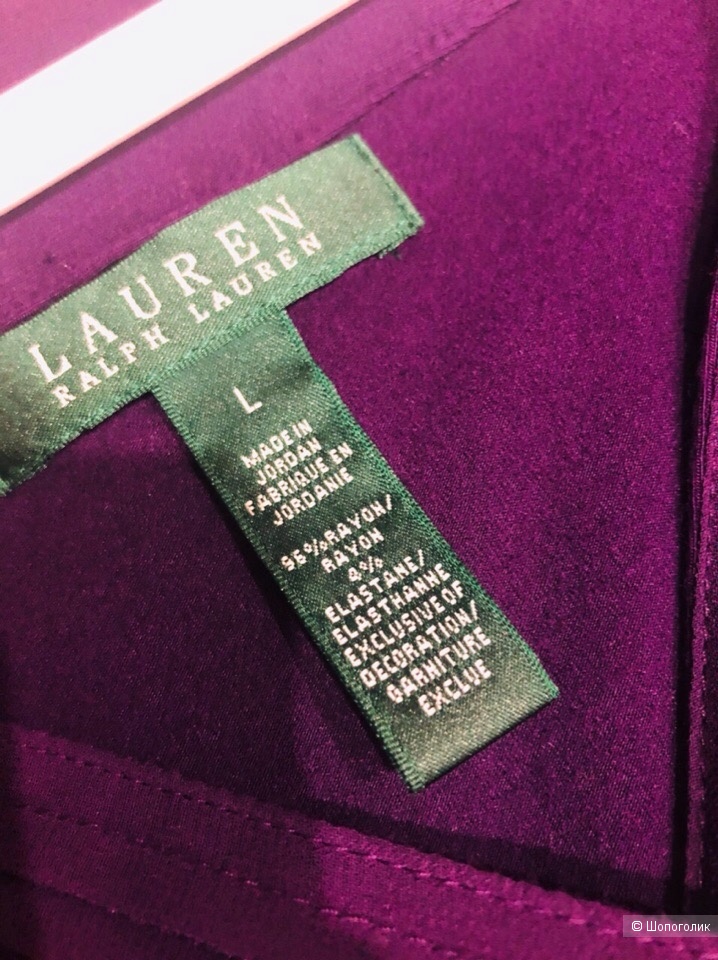 LAUREN
RALPH LAUREN
L
MADE IN
JORDAN
FABRIQUE EN
JORDANIE
96%RAYON/
RAYON
4%
ELASTANE/
ELASTHANNE
EXCLUSIVE OF
DECORATION/
GARNITURE
EXCLUE
© Шопоголик